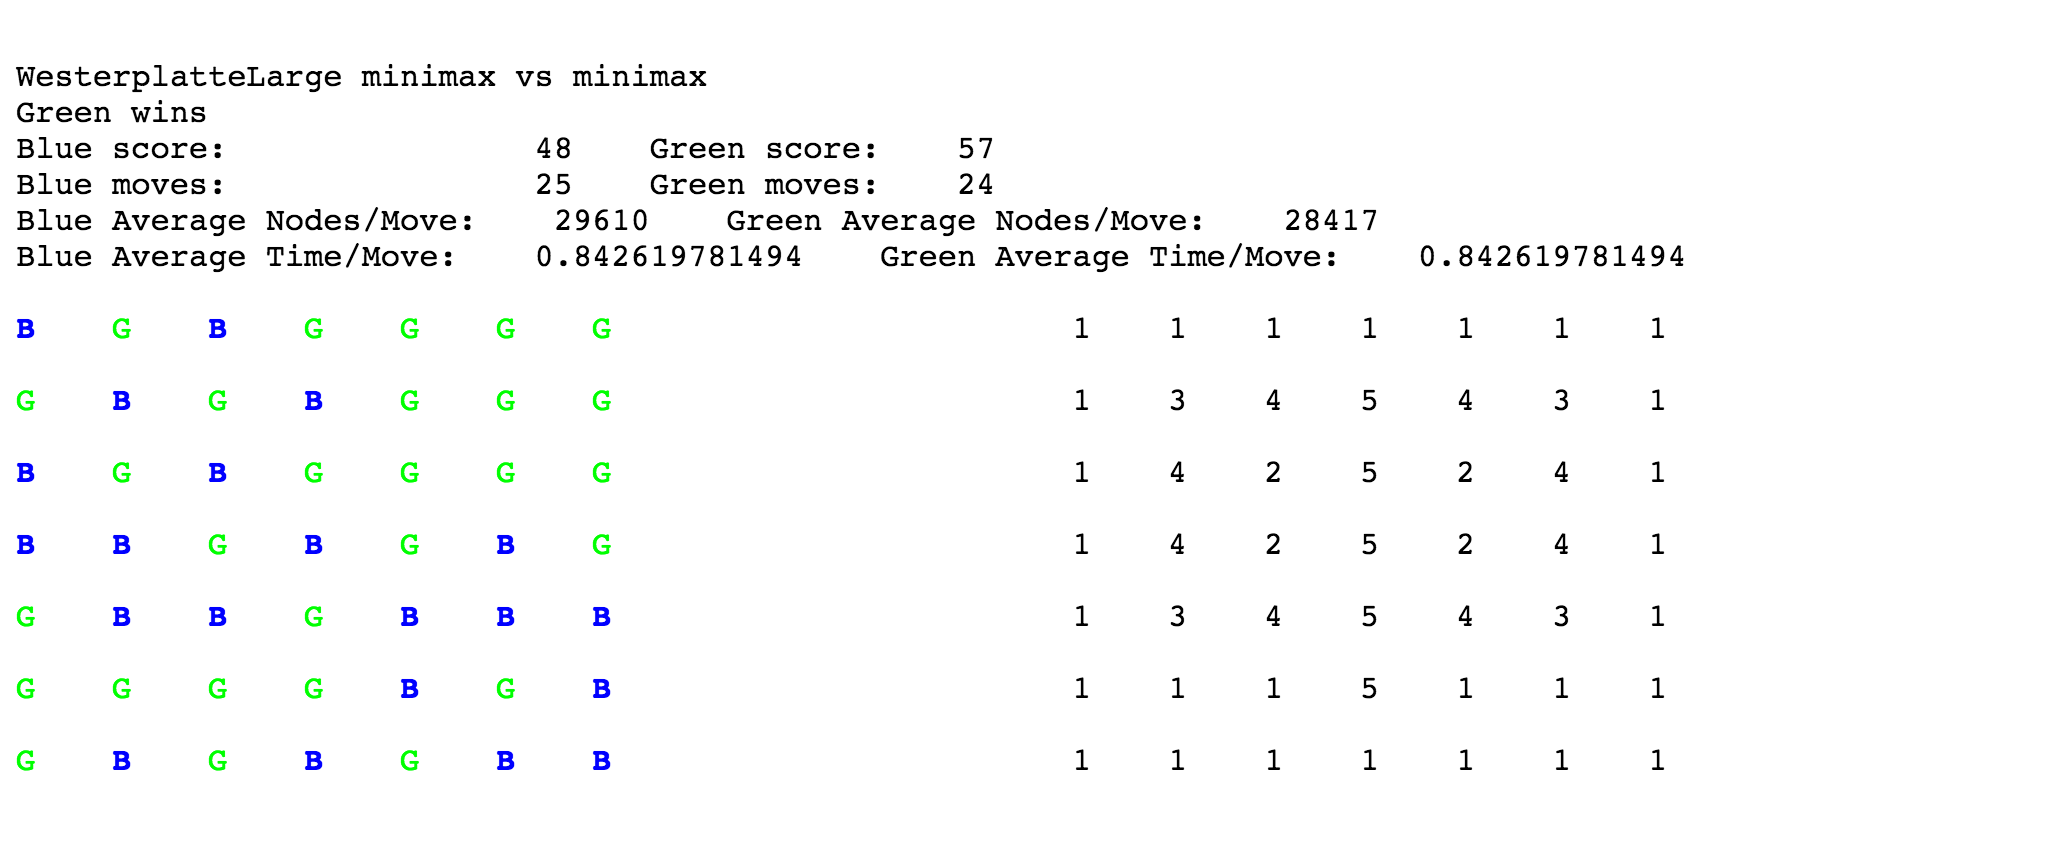 WesterplatteLarge minimax vs minimax
Green wins
Blue score: 48 Green score: 57
Blue moves: 25 Green moves: 24
Blue Average Nodes/Move: 29610 Green Average Nodes/Move: 28417
Blue Average Time/Move: 0.842619781494 Green Average Time/Move: 0.842619781494
B G B G G G G 1 1 1 1 1 1 1
G B G B G G G 1 3 4 5 4 3 1
B G B G G G G 1 4 2 5 2 4 1
B B G B G B G 1 4 2 5 2 4 1
G B B G B B B 1 3 4 5 4 3 1
G G G G B G B 1 1 1 5 1 1 1
G B G B G B B 1 1 1 1 1 1 1